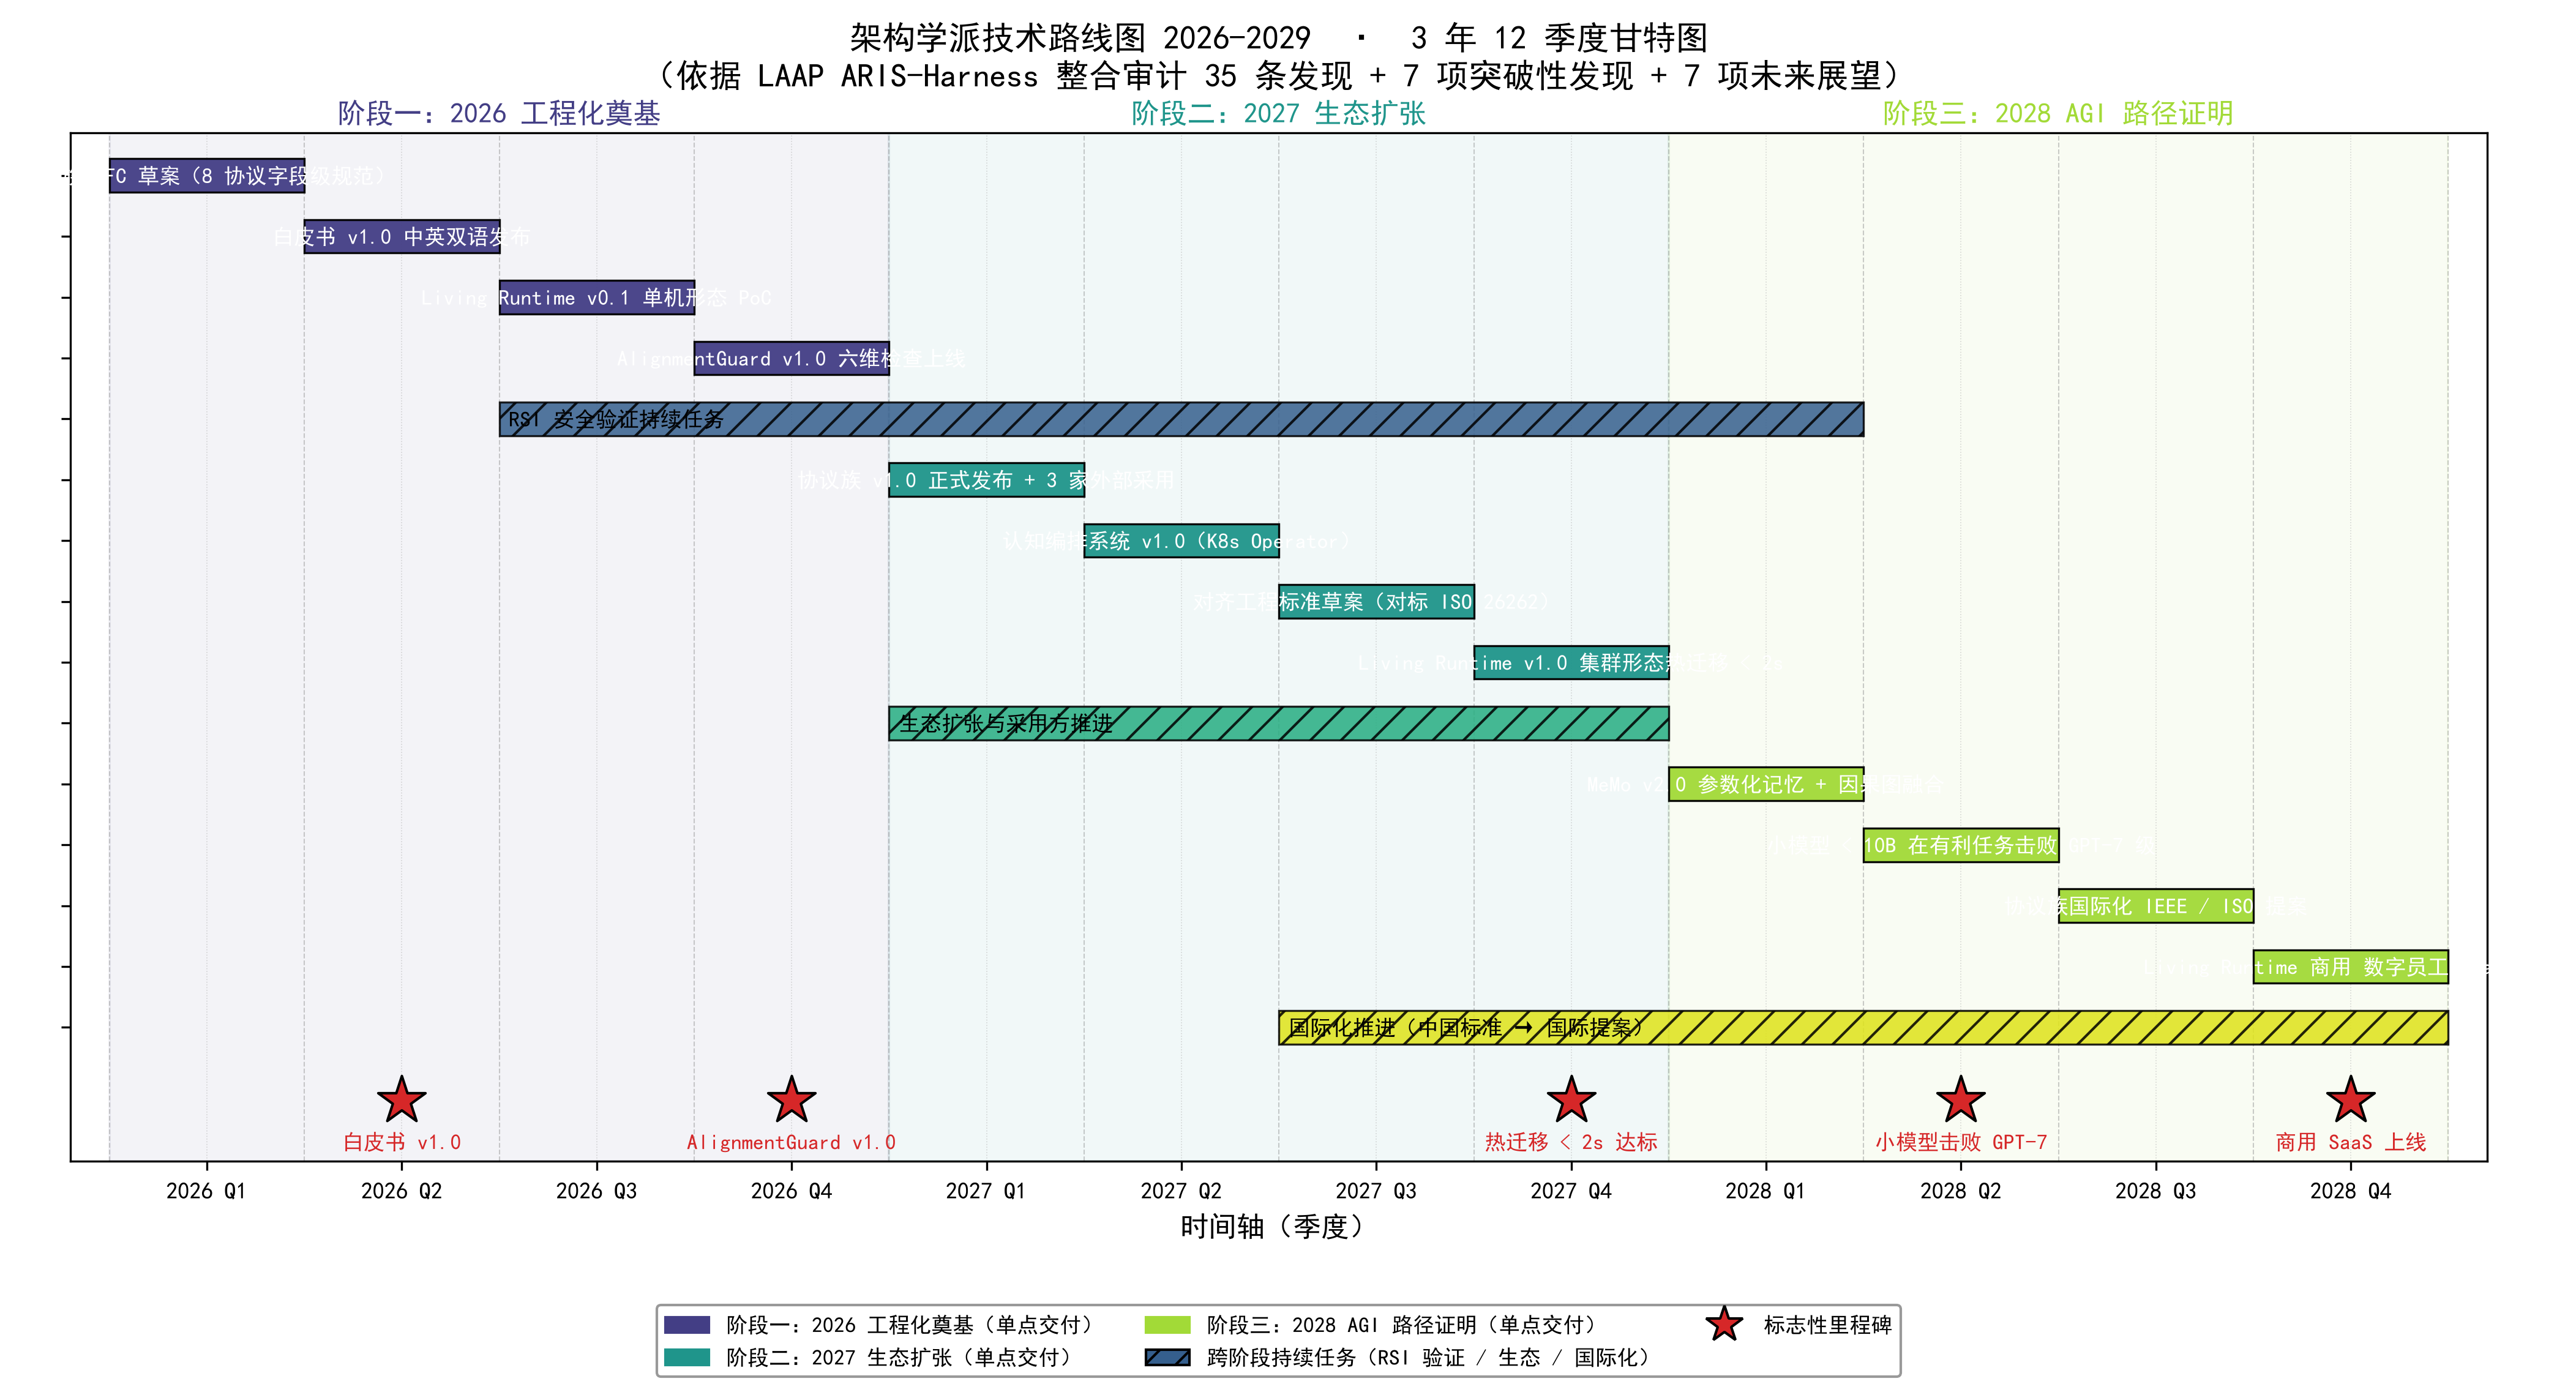 架构学派技术路线图 2026-2029 · 3 年 12 季度甘特图
（依据 LAAP ARIS-Harness 整合审计 35 条发现 + 7 项突破性发现 + 7 项未来展望）
阶段一：2026 工程化奠基
阶段二：2027 生态扩张
阶段三：2028 AGI 路径证明
草案（8 协议字段级规范）
白皮书 v1.0 中英双语发布
Living Runtime v0.1 单机形态 PoC
AlignmentGuard v1.0 六维检查上线
RSI 安全验证持续任务
协议族 v1.0 正式发布 + 3 家外部采用
认知编排系统 v1.0（K8s Operator）
对齐工程标准草案（对标 ISO 26262）
Living Runtime v1.0 集群形态热迁移 < 2s
生态扩张与采用方推进
MeMo v2.0 参数化记忆 + 因果图融合
10B 在有利任务击败
协议族国际化 IEEE / ISO 提案
Living Runtime 商用 数字员工
国际化推进（中国标准 → 国际提案）
白皮书 v1.0
AlignmentGuard v1.0
热迁移 < 2s 达标
小模型击败 GPT-7
商用 SaaS 上线
2026 Q1
2026 Q2
2026 Q3
2026 Q4
2027 Q1
2027 Q2
2027 Q3
2027 Q4
2028 Q1
2028 Q2
2028 Q3
2028 Q4
时间轴（季度）
阶段一：2026 工程化奠基（单点交付）
阶段二：2027 生态扩张（单点交付）
阶段三：2028 AGI 路径证明（单点交付）
跨阶段持续任务（RSI 验证 / 生态 / 国际化）
标志性里程碑